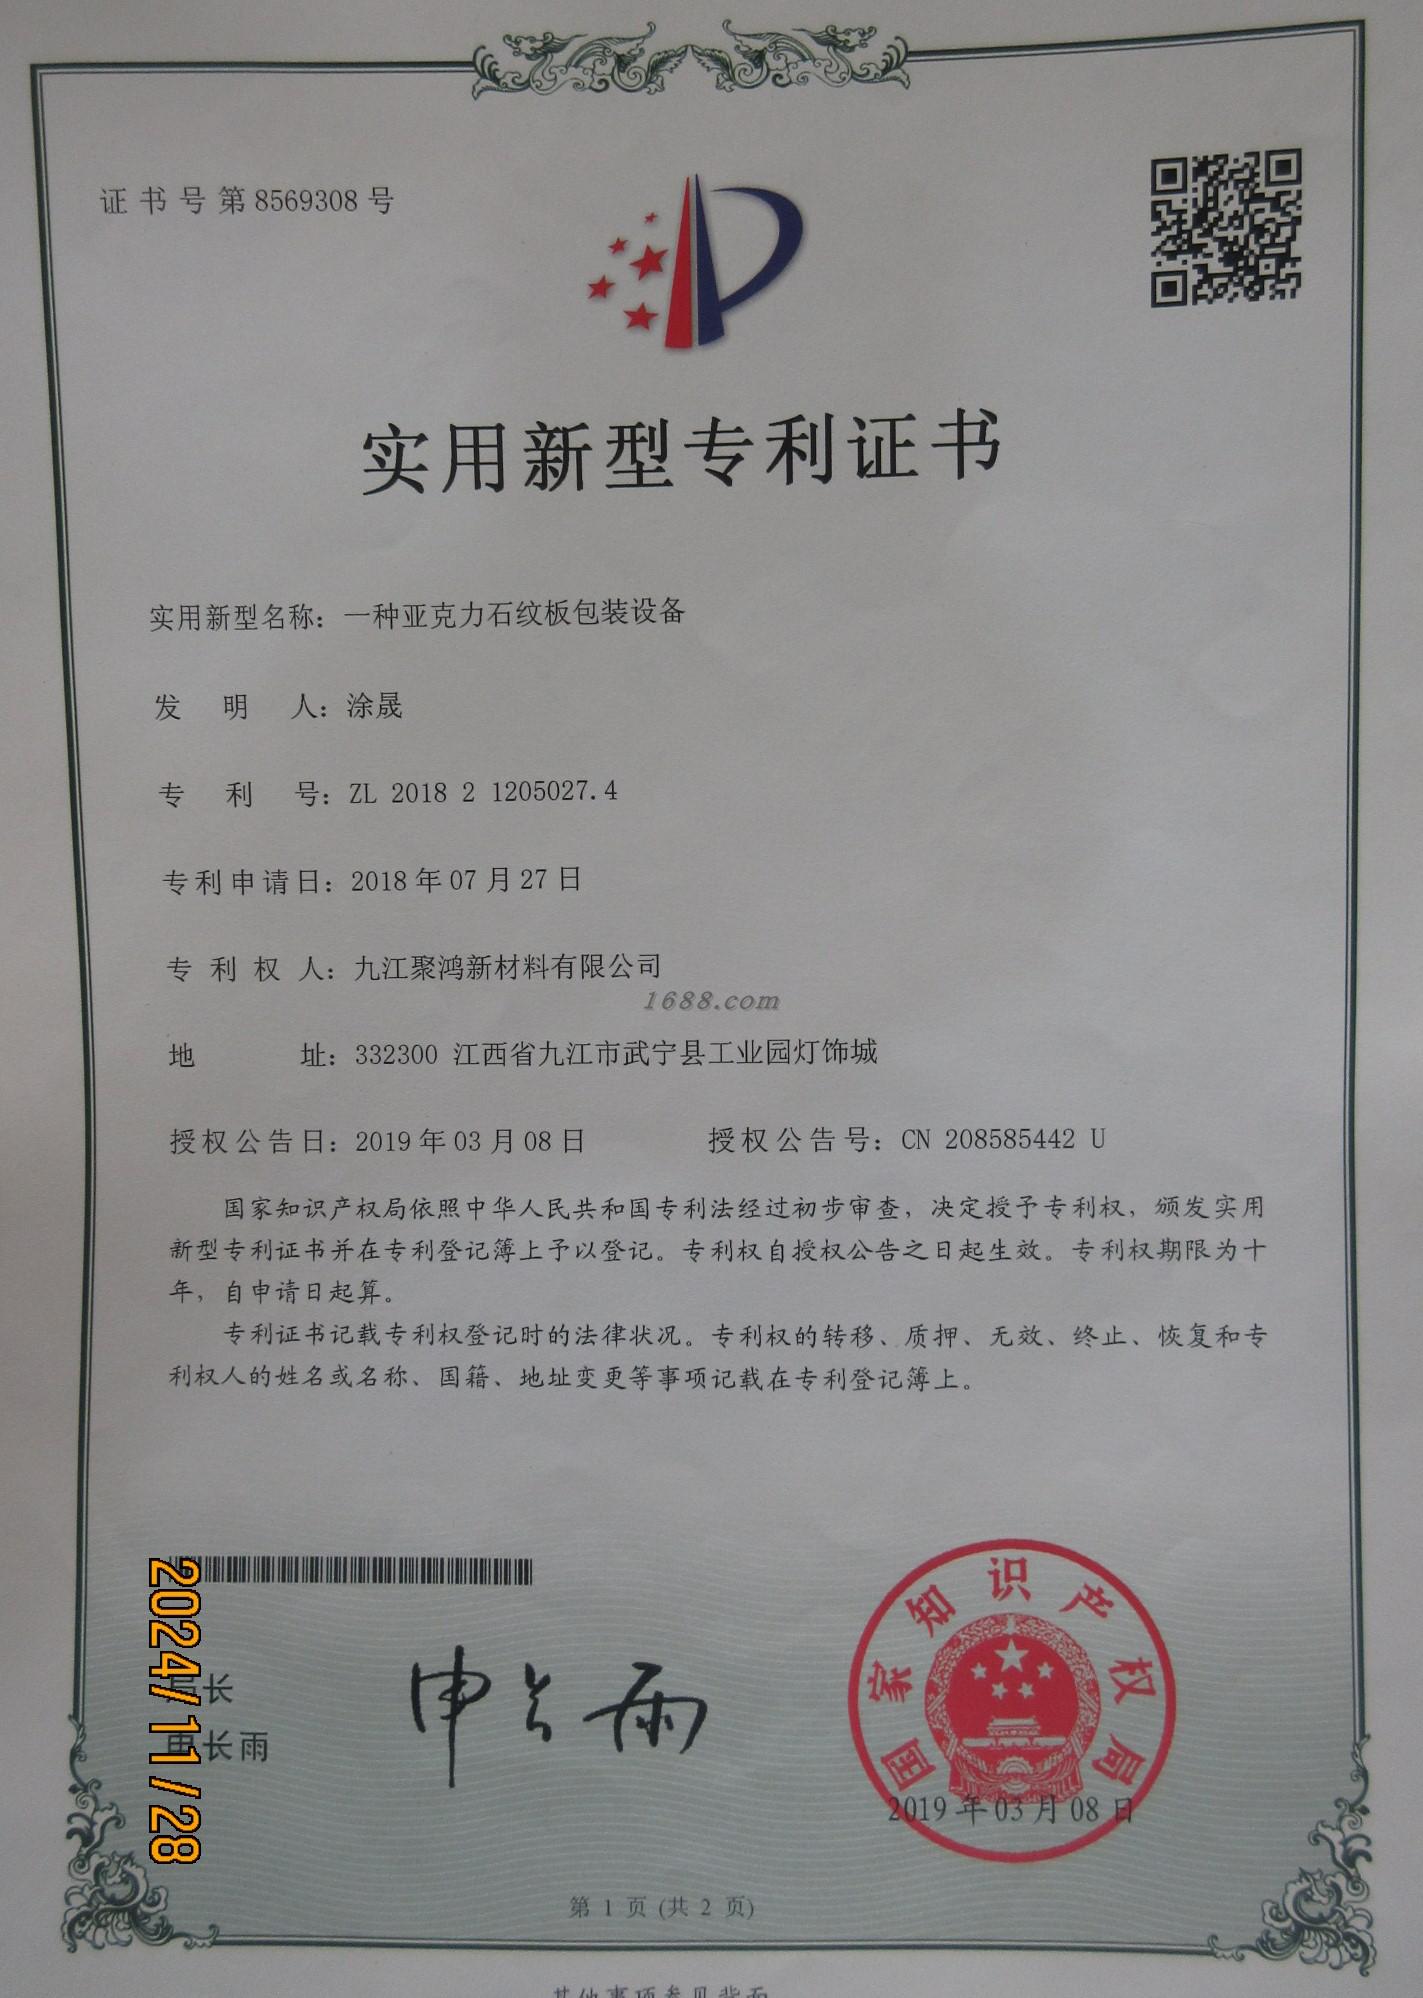 证书号第8569308号
实用新型专利证书
实用新型名称：一种亚克力石纹板包装设备
发明人：涂晟
专利号：ZL 2018 2 1205027.4
专利申请日：2018年07月27日
专利权人：九江聚鸿新材料有限公司
1688.com
地址：332300 江西省九江市武宁县工业园灯饰城
授权公告日：2019年03月08日 授权公告号：CN 208585442 U
国家知识产权局依照中华人民共和国专利法经过初步审查，决定授予专利权，颁发实用
新型专利证书并在专利登记簿上予以登记。专利权自授权公告之日起生效。专利权期限为十
年，自申请日起算。
专利证书记载专利权登记时的法律状况。专利权的转移、质押、无效、终止、恢复和专
利权人的姓名或名称、国籍、地址变更等事项记载在专利登记簿上。
2024/11/28
局长
申长雨
申长雨
国家知识产权局
2019年03月08日
第 1 页 (共 2 页)
其他事项参见背面